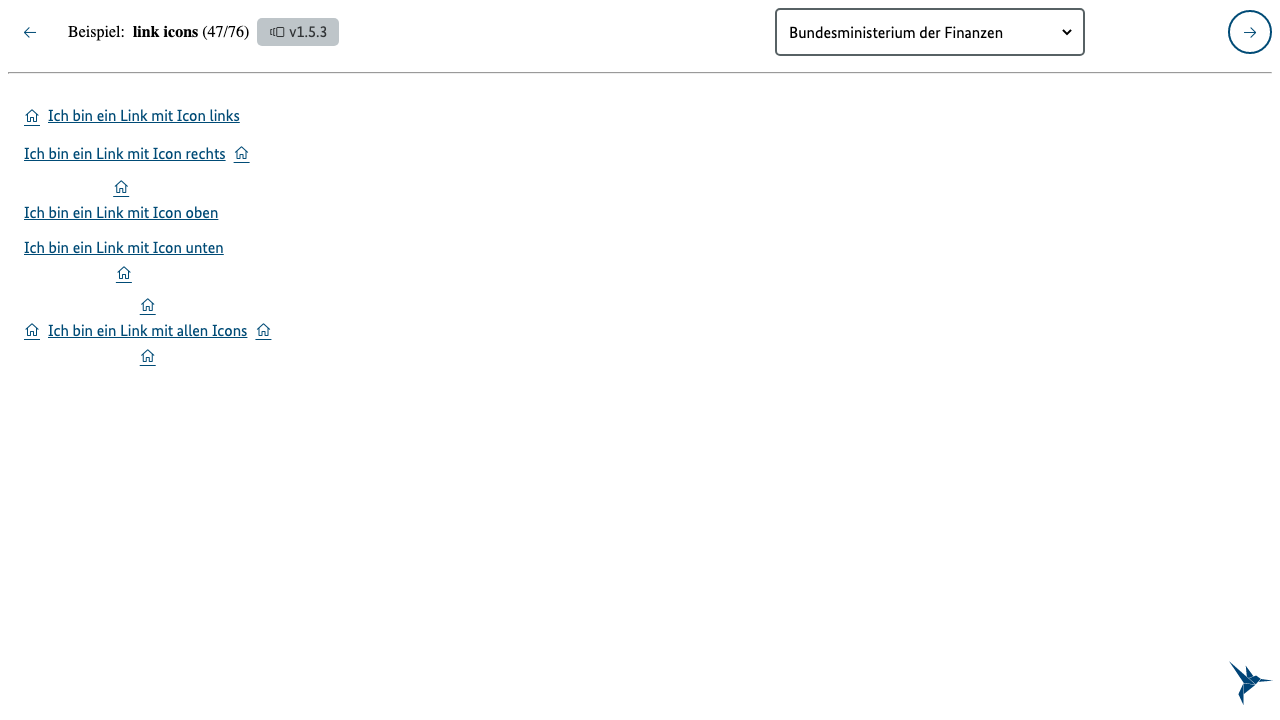 Beispiel: link icons (47/76) v1.5.3 Bundesministerium der Finanzen
Ich bin ein Link mit Icon links
Ich bin ein Link mit Icon rechts
Ich bin ein Link mit Icon oben
Ich bin ein Link mit Icon unten
Ich bin ein Link mit allen Icons